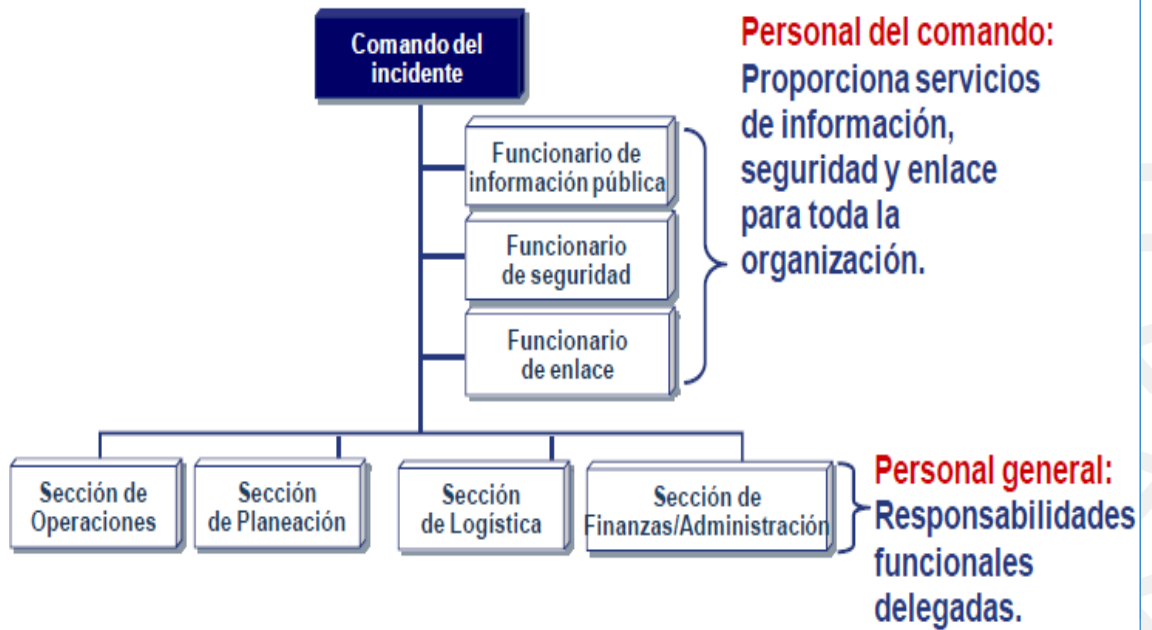 Comando del
incidente
Personal del comando:
Proporciona servicios
de información,
seguridad y enlace
para toda la
organización.
Funcionario de
información pública
Funcionario
de seguridad
Funcionario
de enlace
Sección de
Operaciones
Sección
de Planeación
Sección
de Logística
Sección de
Finanzas/Administración
Personal general:
Responsabilidades
funcionales
delegadas.